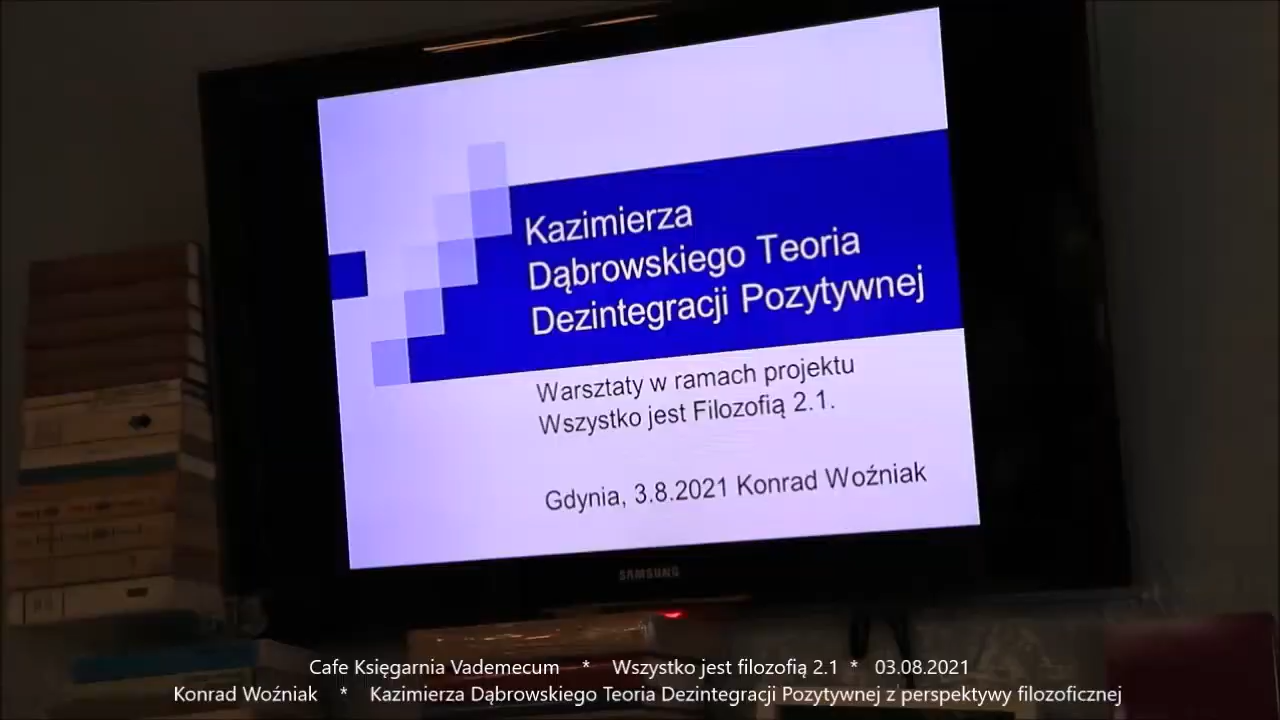 Kazimierza
Dąbrowskiego Teoria
Dezintegracji Pozytywnej
Warsztaty w ramach projektu
Wszystko jest Filozofią 2.1.
Gdynia, 3.8.2021 Konrad Woźniak
SAMSUNG
Cafe Księgarnia Vademecum * Wszystko jest filozofią 2.1 * 03.08.2021
Konrad Woźniak * Kazimierza Dąbrowskiego Teoria Dezintegracji Pozytywnej z perspektywy filozoficznej